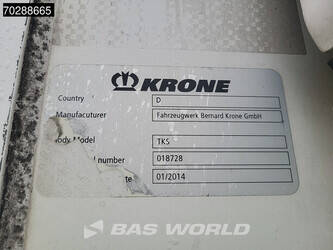 70288665
KRONE
Country D
Manufacturer Fahrzeugwerk Bernard Krone GmbH
ody Model TKS
number 018728
te 01/2014
BAS WORLD